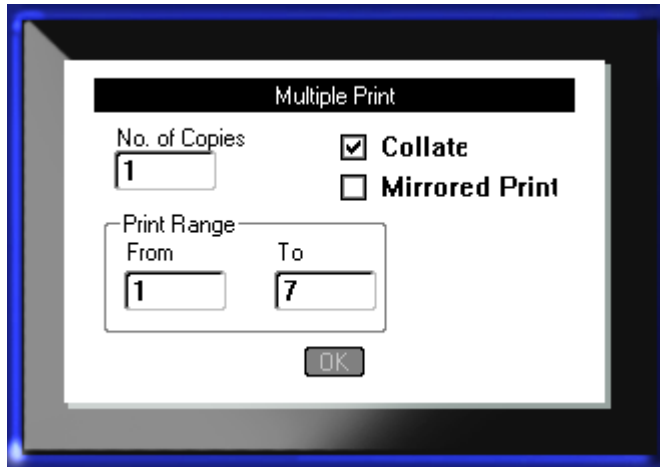 Multiple Print
No. of Copies
1
Collate
Mirrored Print
Print Range
From To
1 7
OK